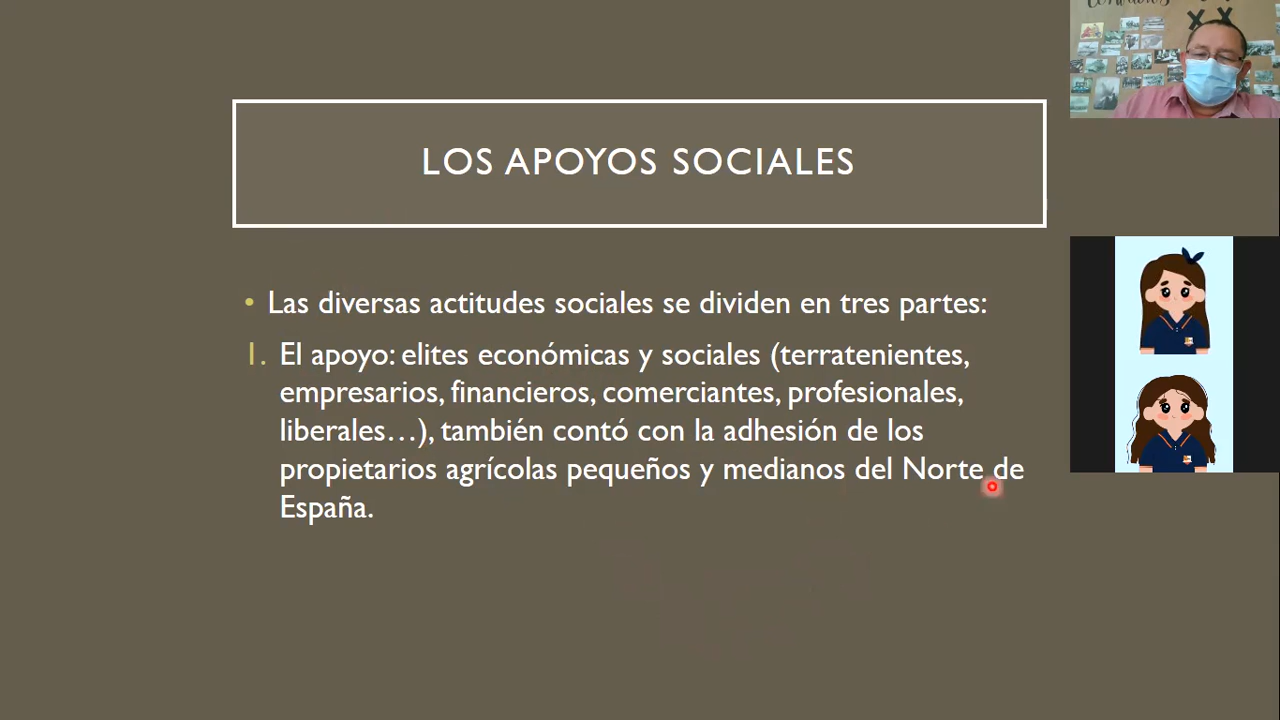 LOS APOYOS SOCIALES
• Las diversas actitudes sociales se dividen en tres partes:
1. El apoyo: elites económicas y sociales (terratenientes,
empresarios, financieros, comerciantes, profesionales,
liberales…), también contó con la adhesión de los
propietarios agrícolas pequeños y medianos del Norte de
España.